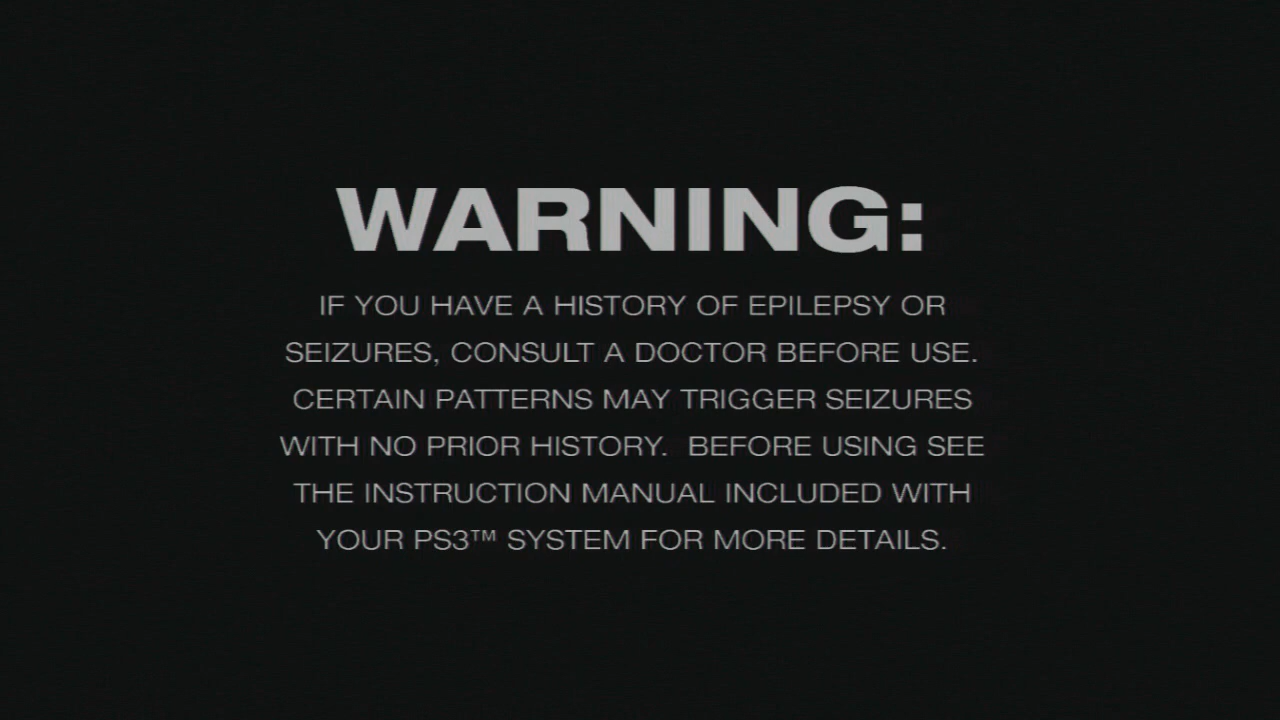 WARNING:
IF YOU HAVE A HISTORY OF EPILEPSY OR
SEIZURES, CONSULT A DOCTOR BEFORE USE.
CERTAIN PATTERNS MAY TRIGGER SEIZURES
WITH NO PRIOR HISTORY.  BEFORE USING SEE
THE INSTRUCTION MANUAL INCLUDED WITH
YOUR PS3™ SYSTEM FOR MORE DETAILS.